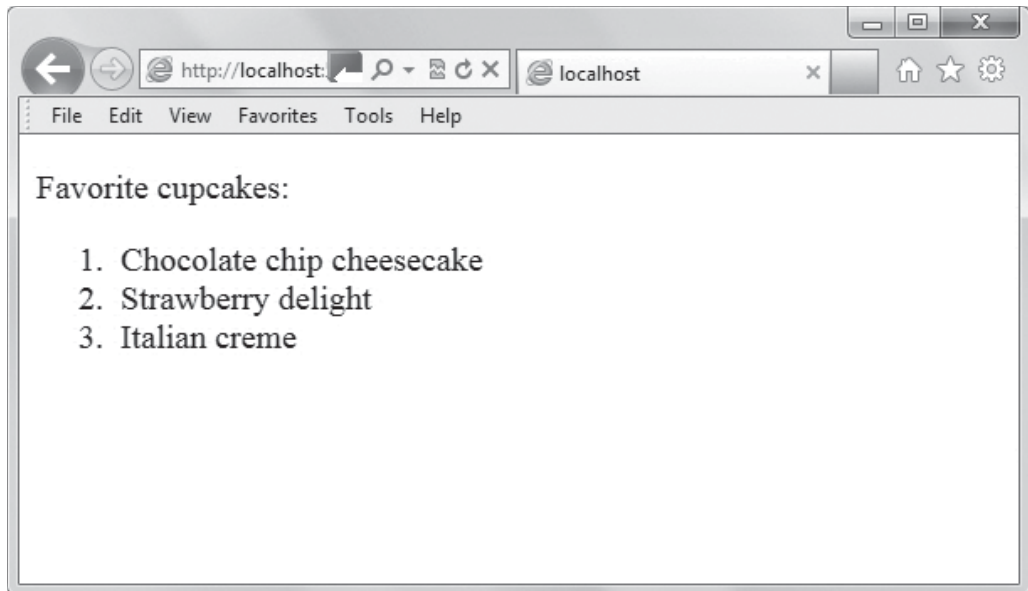 http://localhost:
localhost
File Edit View Favorites Tools Help
Favorite cupcakes:
1. Chocolate chip cheesecake
2. Strawberry delight
3. Italian creme